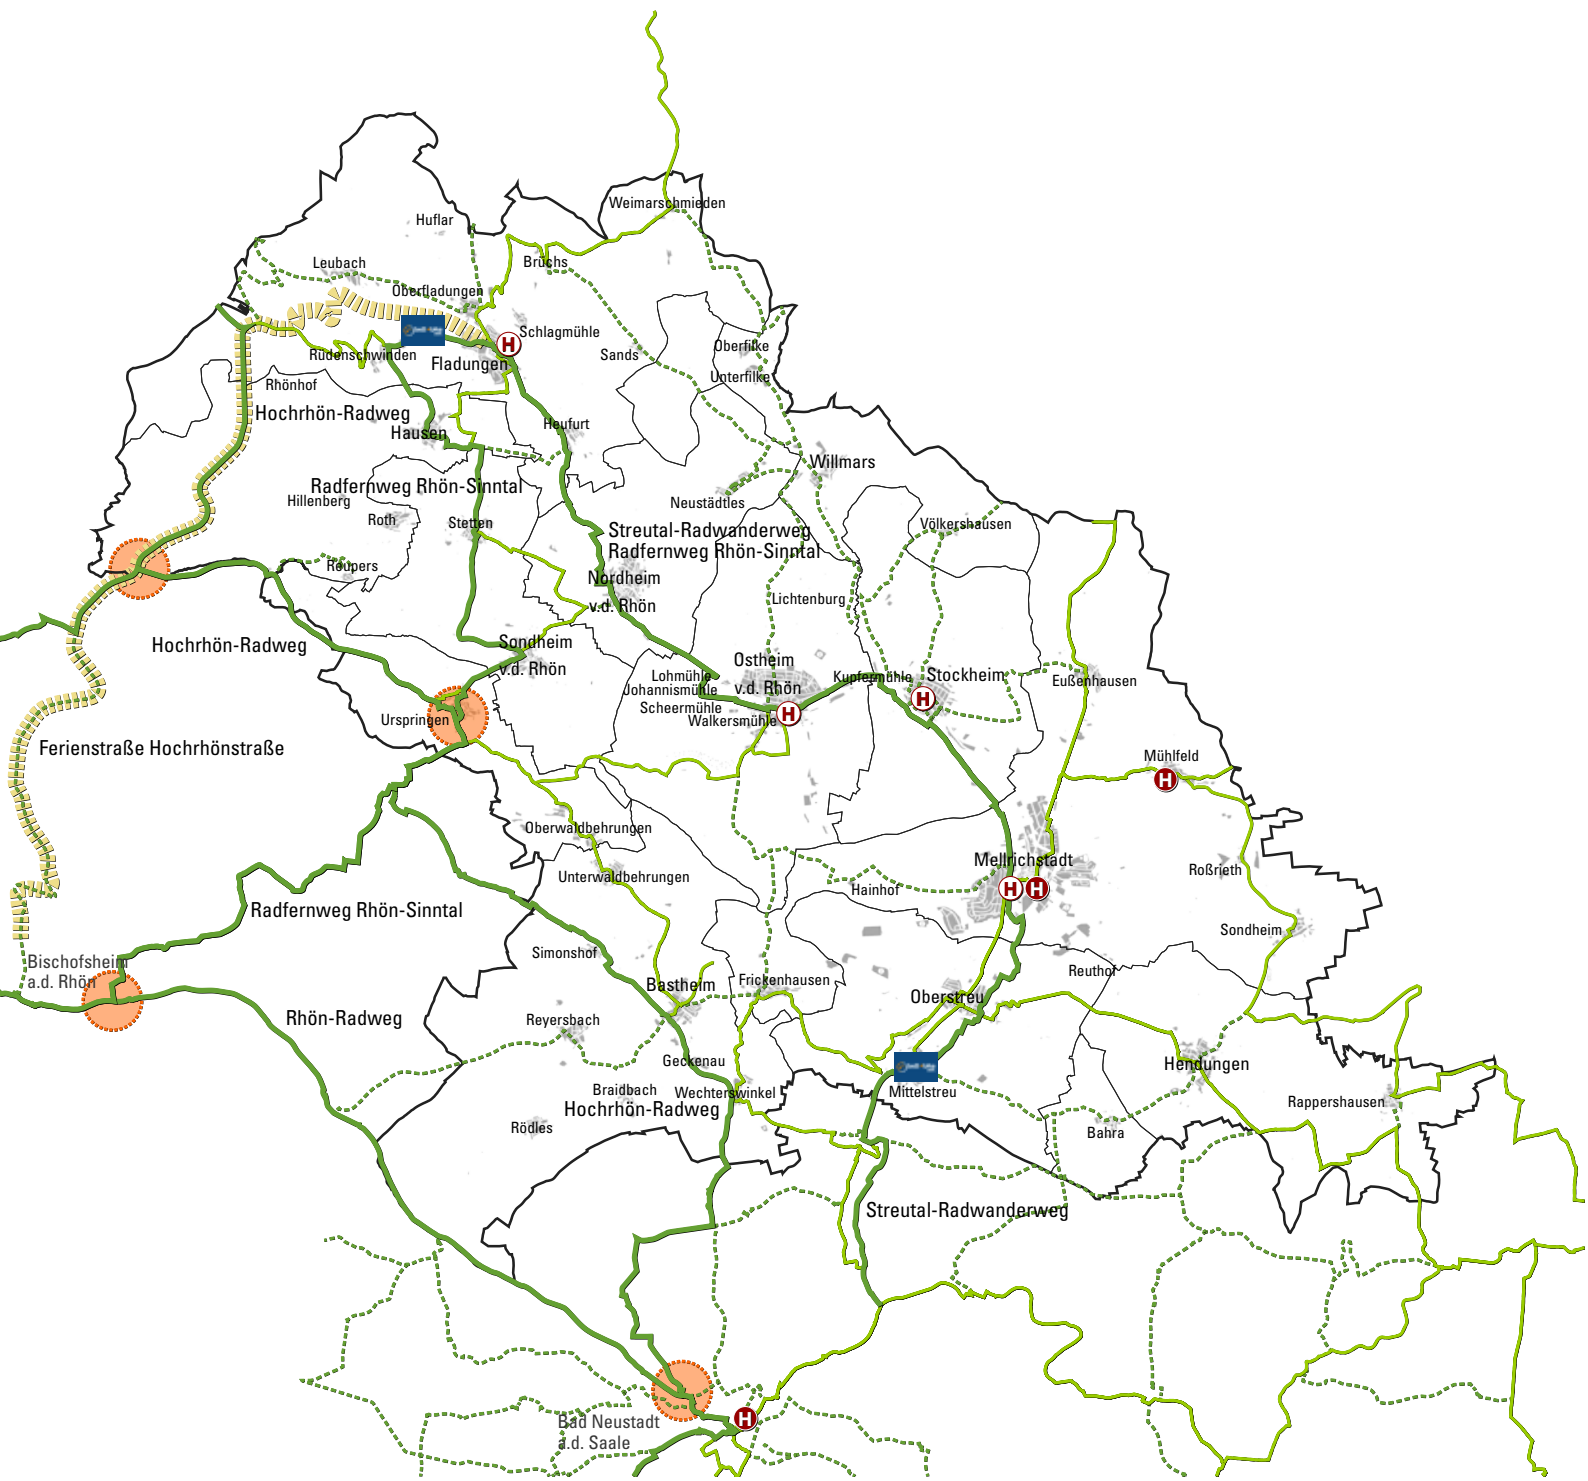 Weimarschmieden
Huflar
Brüchs
Leubach
Oberfladungen
H
Schlagmühle
Rüdenschwinden
Fladungen
Sands
Oberfilke
Unterfilke
Rhönhof
Hochrhön-Radweg
Hausen
Heufurt
Willmars
Radfernweg Rhön-Sinntal
Hillenberg
Roth
Stetten
Neustädtles
Völkershausen
Streutal-Radwanderweg
Radfernweg Rhön-Sinntal
Roupers
Nordheim
v.d. Rhön
Lichtenburg
Hochrhön-Radweg
Sondheim
v.d. Rhön
Ostheim
v.d. Rhön
Lohmühle
Johannismühle
Scheermühle
Walkersmühle
H
Kupfermühle
Stockheim
H
Eußenhausen
Urspringen
Ferienstraße Hochrhönstraße
Mühlfeld
H
Oberwaldbehrungen
Unterwaldbehrungen
Mellrichstadt
H
H
Hainhof
Roßrieth
Radfernweg Rhön-Sinntal
Sondheim
Simonshof
Bischofsheim
a.d. Rhön
Bastheim
Frickenhausen
Reuthof
Oberstreu
Rhön-Radweg
Reyersbach
Geckenau
Hendungen
Braidbach
Wechterswinkel
Mittelstreu
Rappershausen
Hochrhön-Radweg
Rödles
Bahra
Streutal-Radwanderweg
Bad Neustadt
a.d. Saale
H